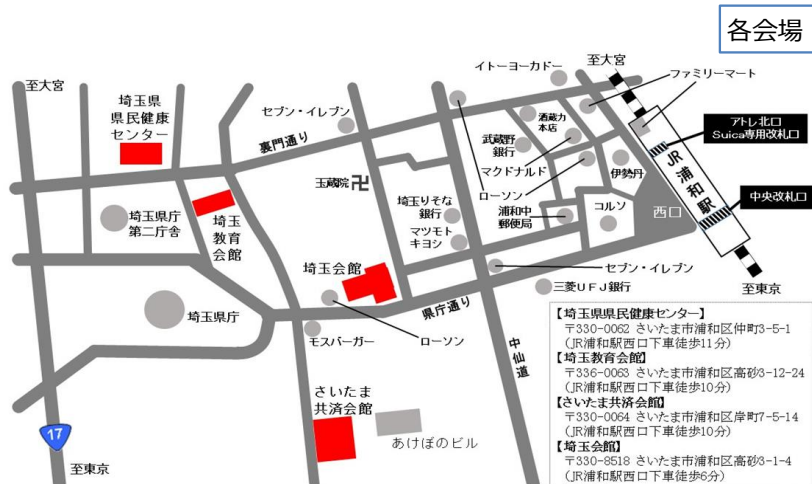 各会場
至大宮
イトーヨーカドー
ファミリーマート
至大宮
埼玉県
県民健康
センター
セブン・イレブン
裏門通り
酒蔵力
本店
武蔵野
銀行
アトレ北口
Suica専用改札口
マクドナルド
伊勢丹
JR浦和駅
玉蔵院
卍
埼玉りそな
銀行
ローソン
浦和中
郵便局
コルソ
西口
中央改札口
埼玉県庁
第二庁舎
埼玉
教育
会館
マツモト
キヨシ
埼玉会館
セブン・イレブン
三菱UFJ銀行
至東京
埼玉県庁
県庁通り
モスバーガー
ローソン
中仙道
さいたま
共済会館
あけぼのビル
17
至東京
【埼玉県県民健康センター】
〒330-0062 さいたま市浦和区仲町3-5-1
(JR浦和駅西口下車徒歩11分)
【埼玉教育会館】
〒336-0063 さいたま市浦和区高砂3-12-24
(JR浦和駅西口下車徒歩10分)
【さいたま共済会館】
〒330-0064 さいたま市浦和区岸町7-5-14
(JR浦和駅西口下車徒歩10分)
【埼玉会館】
〒330-8518 さいたま市浦和区高砂3-1-4
(JR浦和駅西口下車徒歩6分)